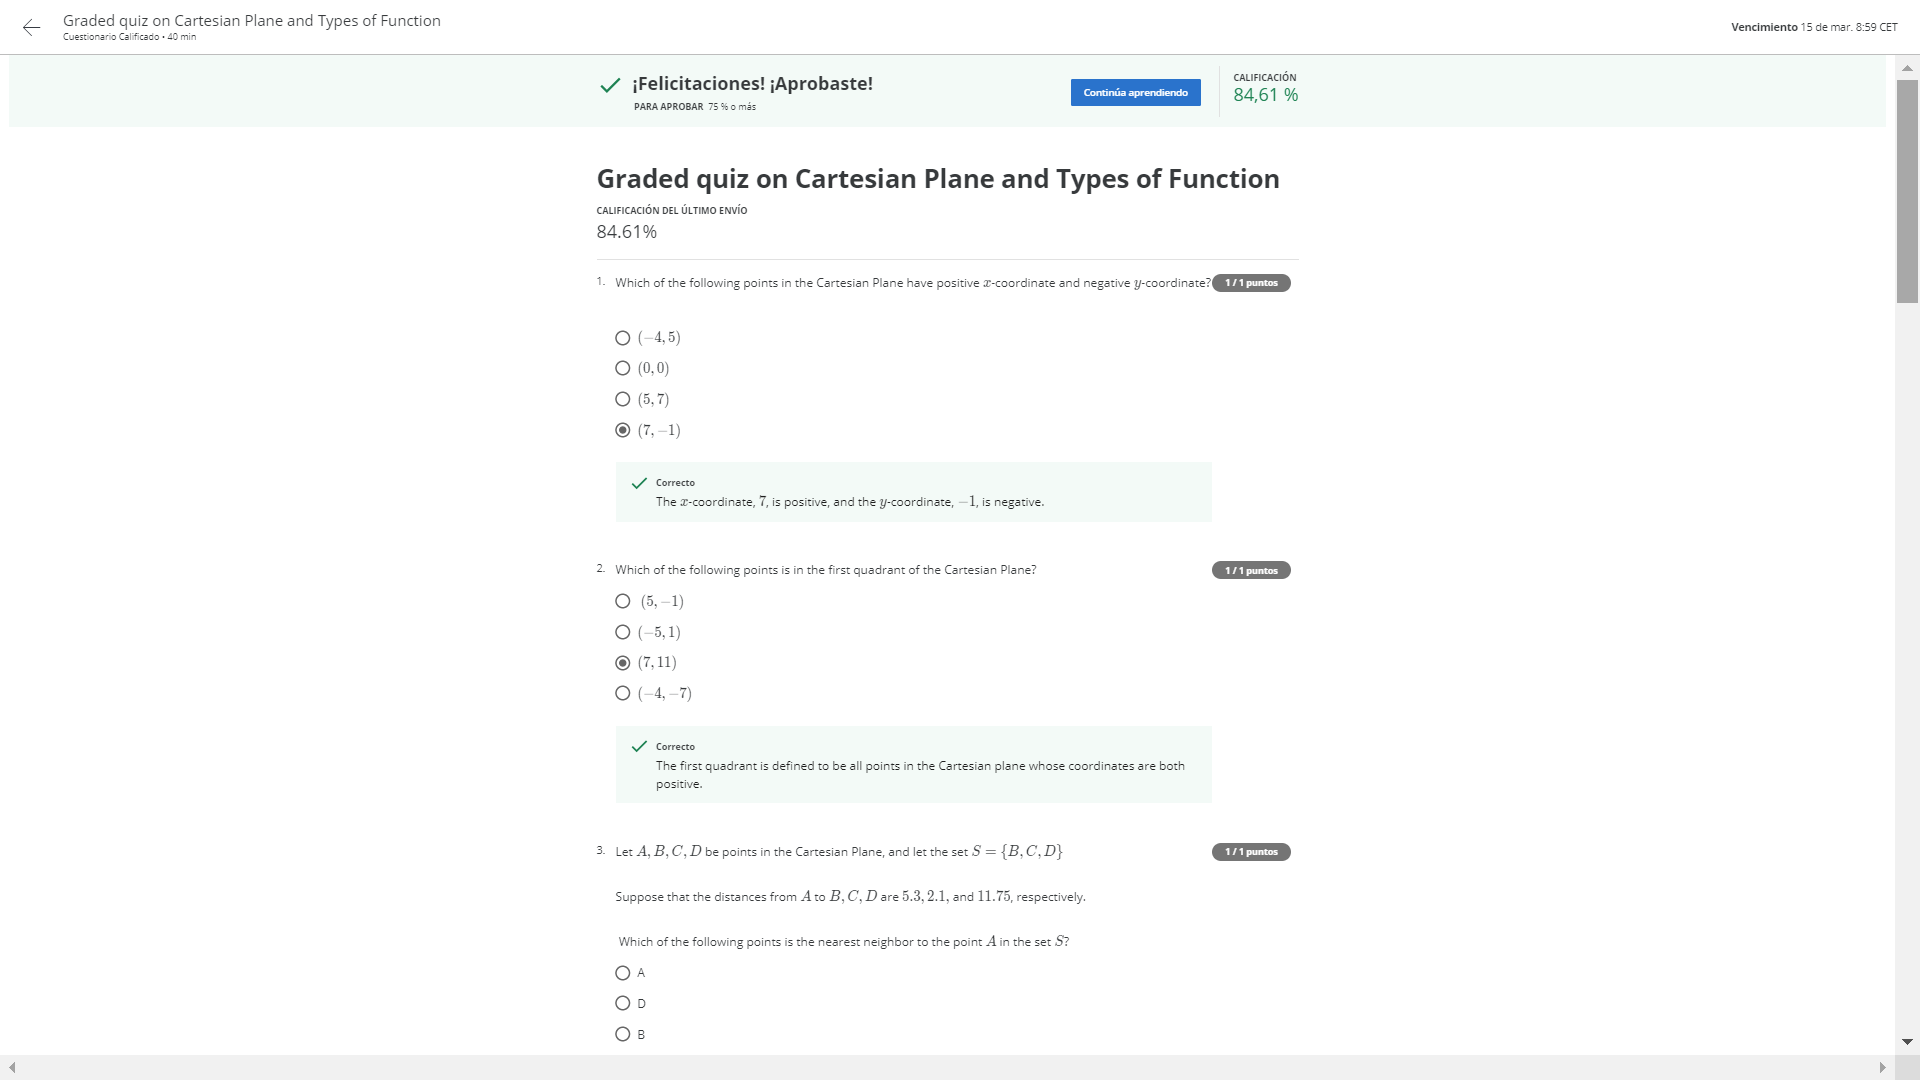 Graded quiz on Cartesian Plane and Types of Function
Cuestionario Calificado • 40 min
Vencimiento 15 de mar. 8:59 CET
¡Felicitaciones! ¡Aprobaste!
PARA APROBAR 75 % o más
Continúa aprendiendo
CALIFICACIÓN
84,61 %
Graded quiz on Cartesian Plane and Types of Function
CALIFICACIÓN DEL ÚLTIMO ENVÍO
84.61%
1. Which of the following points in the Cartesian Plane have positive x-coordinate and negative y-coordinate?
1 / 1 puntos
(−4, 5)
(0, 0)
(5, 7)
(7, −1)
Correcto
The x-coordinate, 7, is positive, and the y-coordinate, −1, is negative.
2. Which of the following points is in the first quadrant of the Cartesian Plane?
1 / 1 puntos
(5, −1)
(−5, 1)
(7, 11)
(−4, −7)
Correcto
The first quadrant is defined to be all points in the Cartesian plane whose coordinates are both
positive.
3. Let A, B, C, D be points in the Cartesian Plane, and let the set S = {B, C, D}
1 / 1 puntos
Suppose that the distances from A to B, C, D are 5.3, 2.1, and 11.75, respectively.
Which of the following points is the nearest neighbor to the point A in the set S?
A
D
B